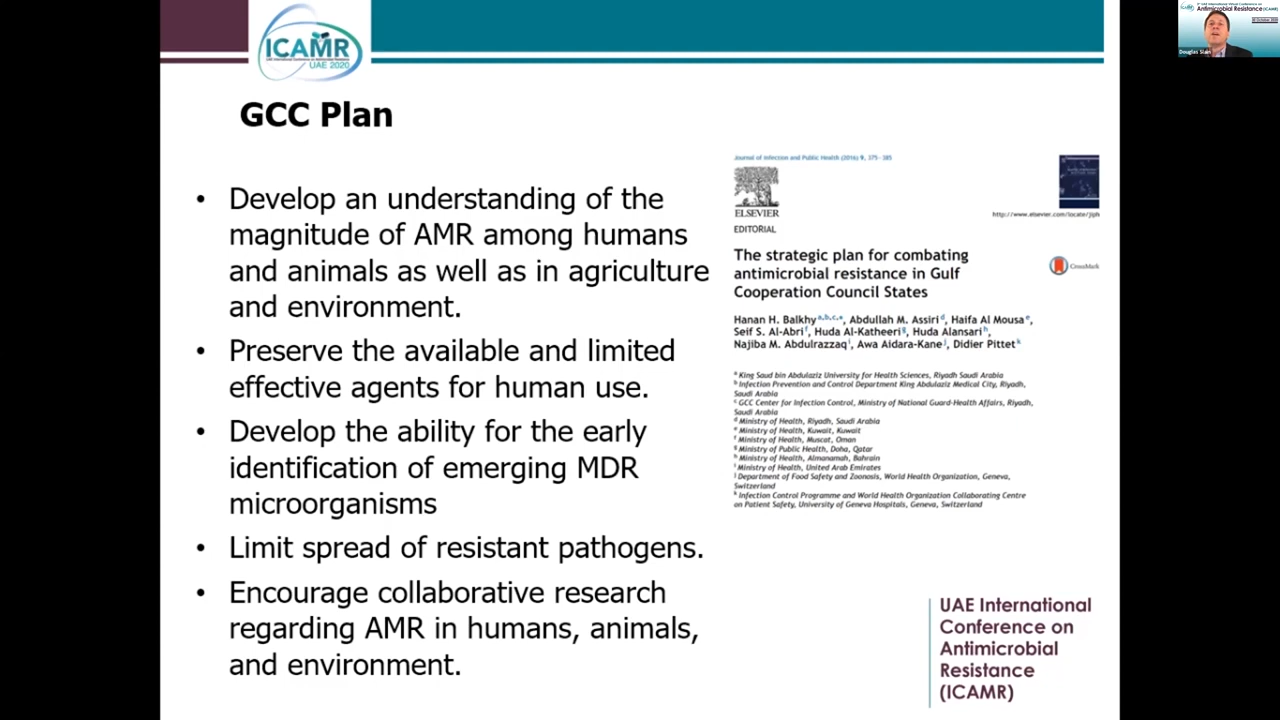 ICAMR
UAE 2020
GCC Plan
• Develop an understanding of the
magnitude of AMR among humans
and animals as well as in agriculture
and environment.
• Preserve the available and limited
effective agents for human use.
• Develop the ability for the early
identification of emerging MDR
microorganisms
• Limit spread of resistant pathogens.
• Encourage collaborative research
regarding AMR in humans, animals,
and environment.
Journal of Infection and Public Health (2016) 9, 375–385
ELSEVIER
http://www.elsevier.com/locate/jiph
EDITORIAL
The strategic plan for combating
antimicrobial resistance in Gulf
Cooperation Council States
CrossMark
Hanan H. Balkhy a,b,c,*, Abdullah M. Assiri d, Haifa Al Mousa e,
Seif S. Al-Abri f, Huda Al-Katheeri g, Huda Alansari h,
Najiba M. Abdulrazzaq i, Awa Aidara-Kane j, Didier Pittet k
a King Saud bin Abdulaziz University for Health Sciences, Riyadh Saudi Arabia
b Infection Prevention and Control Department King Abdulaziz Medical City, Riyadh,
Saudi Arabia
c GCC Center for Infection Control, Ministry of National Guard-Health Affairs, Riyadh,
Saudi Arabia
d Ministry of Health, Riyadh, Saudi Arabia
e Ministry of Health, Kuwait, Kuwait
f Ministry of Health, Muscat, Oman
g Ministry of Public Health, Doha, Qatar
h Ministry of Health, Almanamah, Bahrain
i Ministry of Health, United Arab Emirates
j Department of Food Safety and Zoonosis, World Health Organization, Geneva,
Switzerland
k Infection Control Programme and World Health Organization Collaborating Centre
on Patient Safety, University of Geneva Hospitals, Geneva, Switzerland
UAE International
Conference on
Antimicrobial
Resistance
(ICAMR)
Antimicrobial Resistance (ICAMR)
Douglas Slain